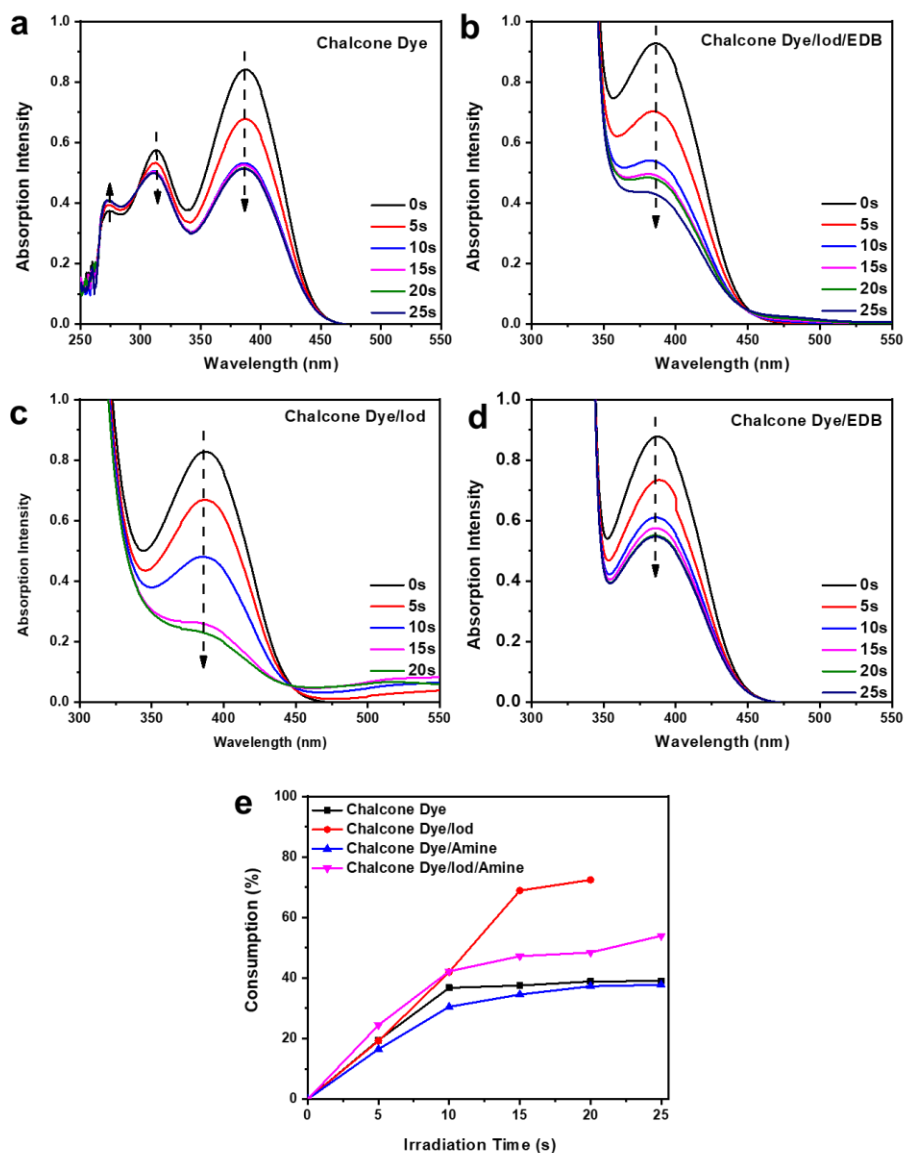 a
Chalcone Dye
1.0
0.8
0.6
0.4
0.2
0.0
Absorption Intensity
0s
5s
10s
15s
20s
25s
250 300 350 400 450 500 550
Wavelength (nm)
b
Chalcone Dye/Iod/EDB
1.0
0.8
0.6
0.4
0.2
0.0
Absorption Intensity
0s
5s
10s
15s
20s
25s
300 350 400 450 500 550
Wavelength (nm)
c
Chalcone Dye/Iod
1.0
0.8
0.6
0.4
0.2
0.0
Absorption Intensity
0s
5s
10s
15s
20s
300 350 400 450 500 550
Wavelength (nm)
d
Chalcone Dye/EDB
1.0
0.8
0.6
0.4
0.2
0.0
Absorption Intensity
0s
5s
10s
15s
20s
25s
300 350 400 450 500 550
Wavelength (nm)
e
Chalcone Dye
Chalcone Dye/Iod
Chalcone Dye/Amine
Chalcone Dye/Iod/Amine
100
80
60
40
20
0
Consumption (%)
0 5 10 15 20 25
Irradiation Time (s)